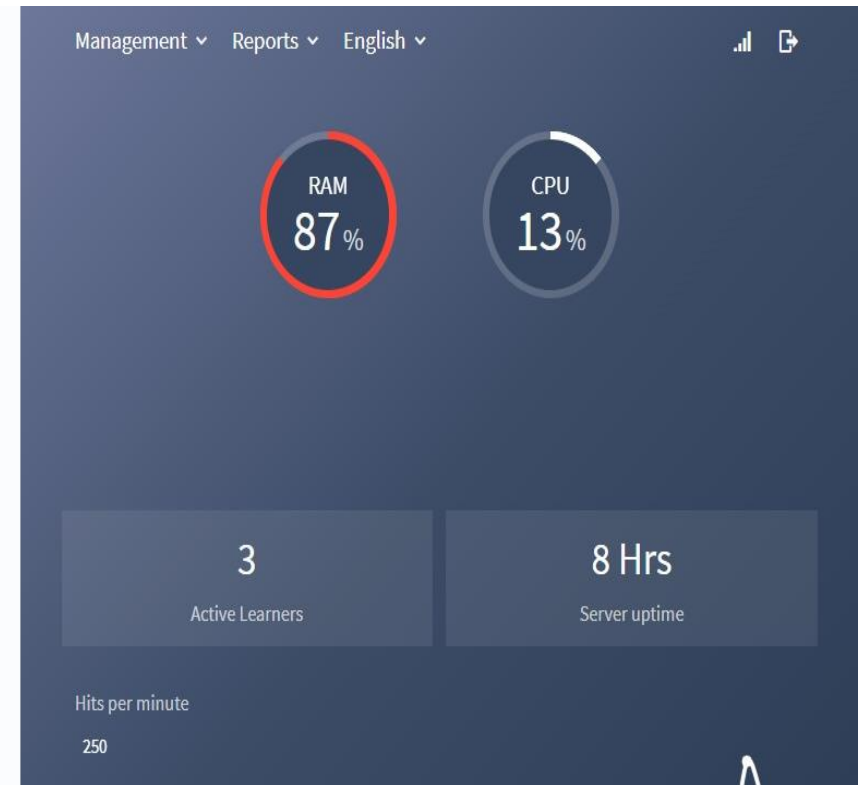 Management Reports English
RAM
87%
CPU
13%
3
Active Learners
8 Hrs
Server uptime
Hits per minute
250